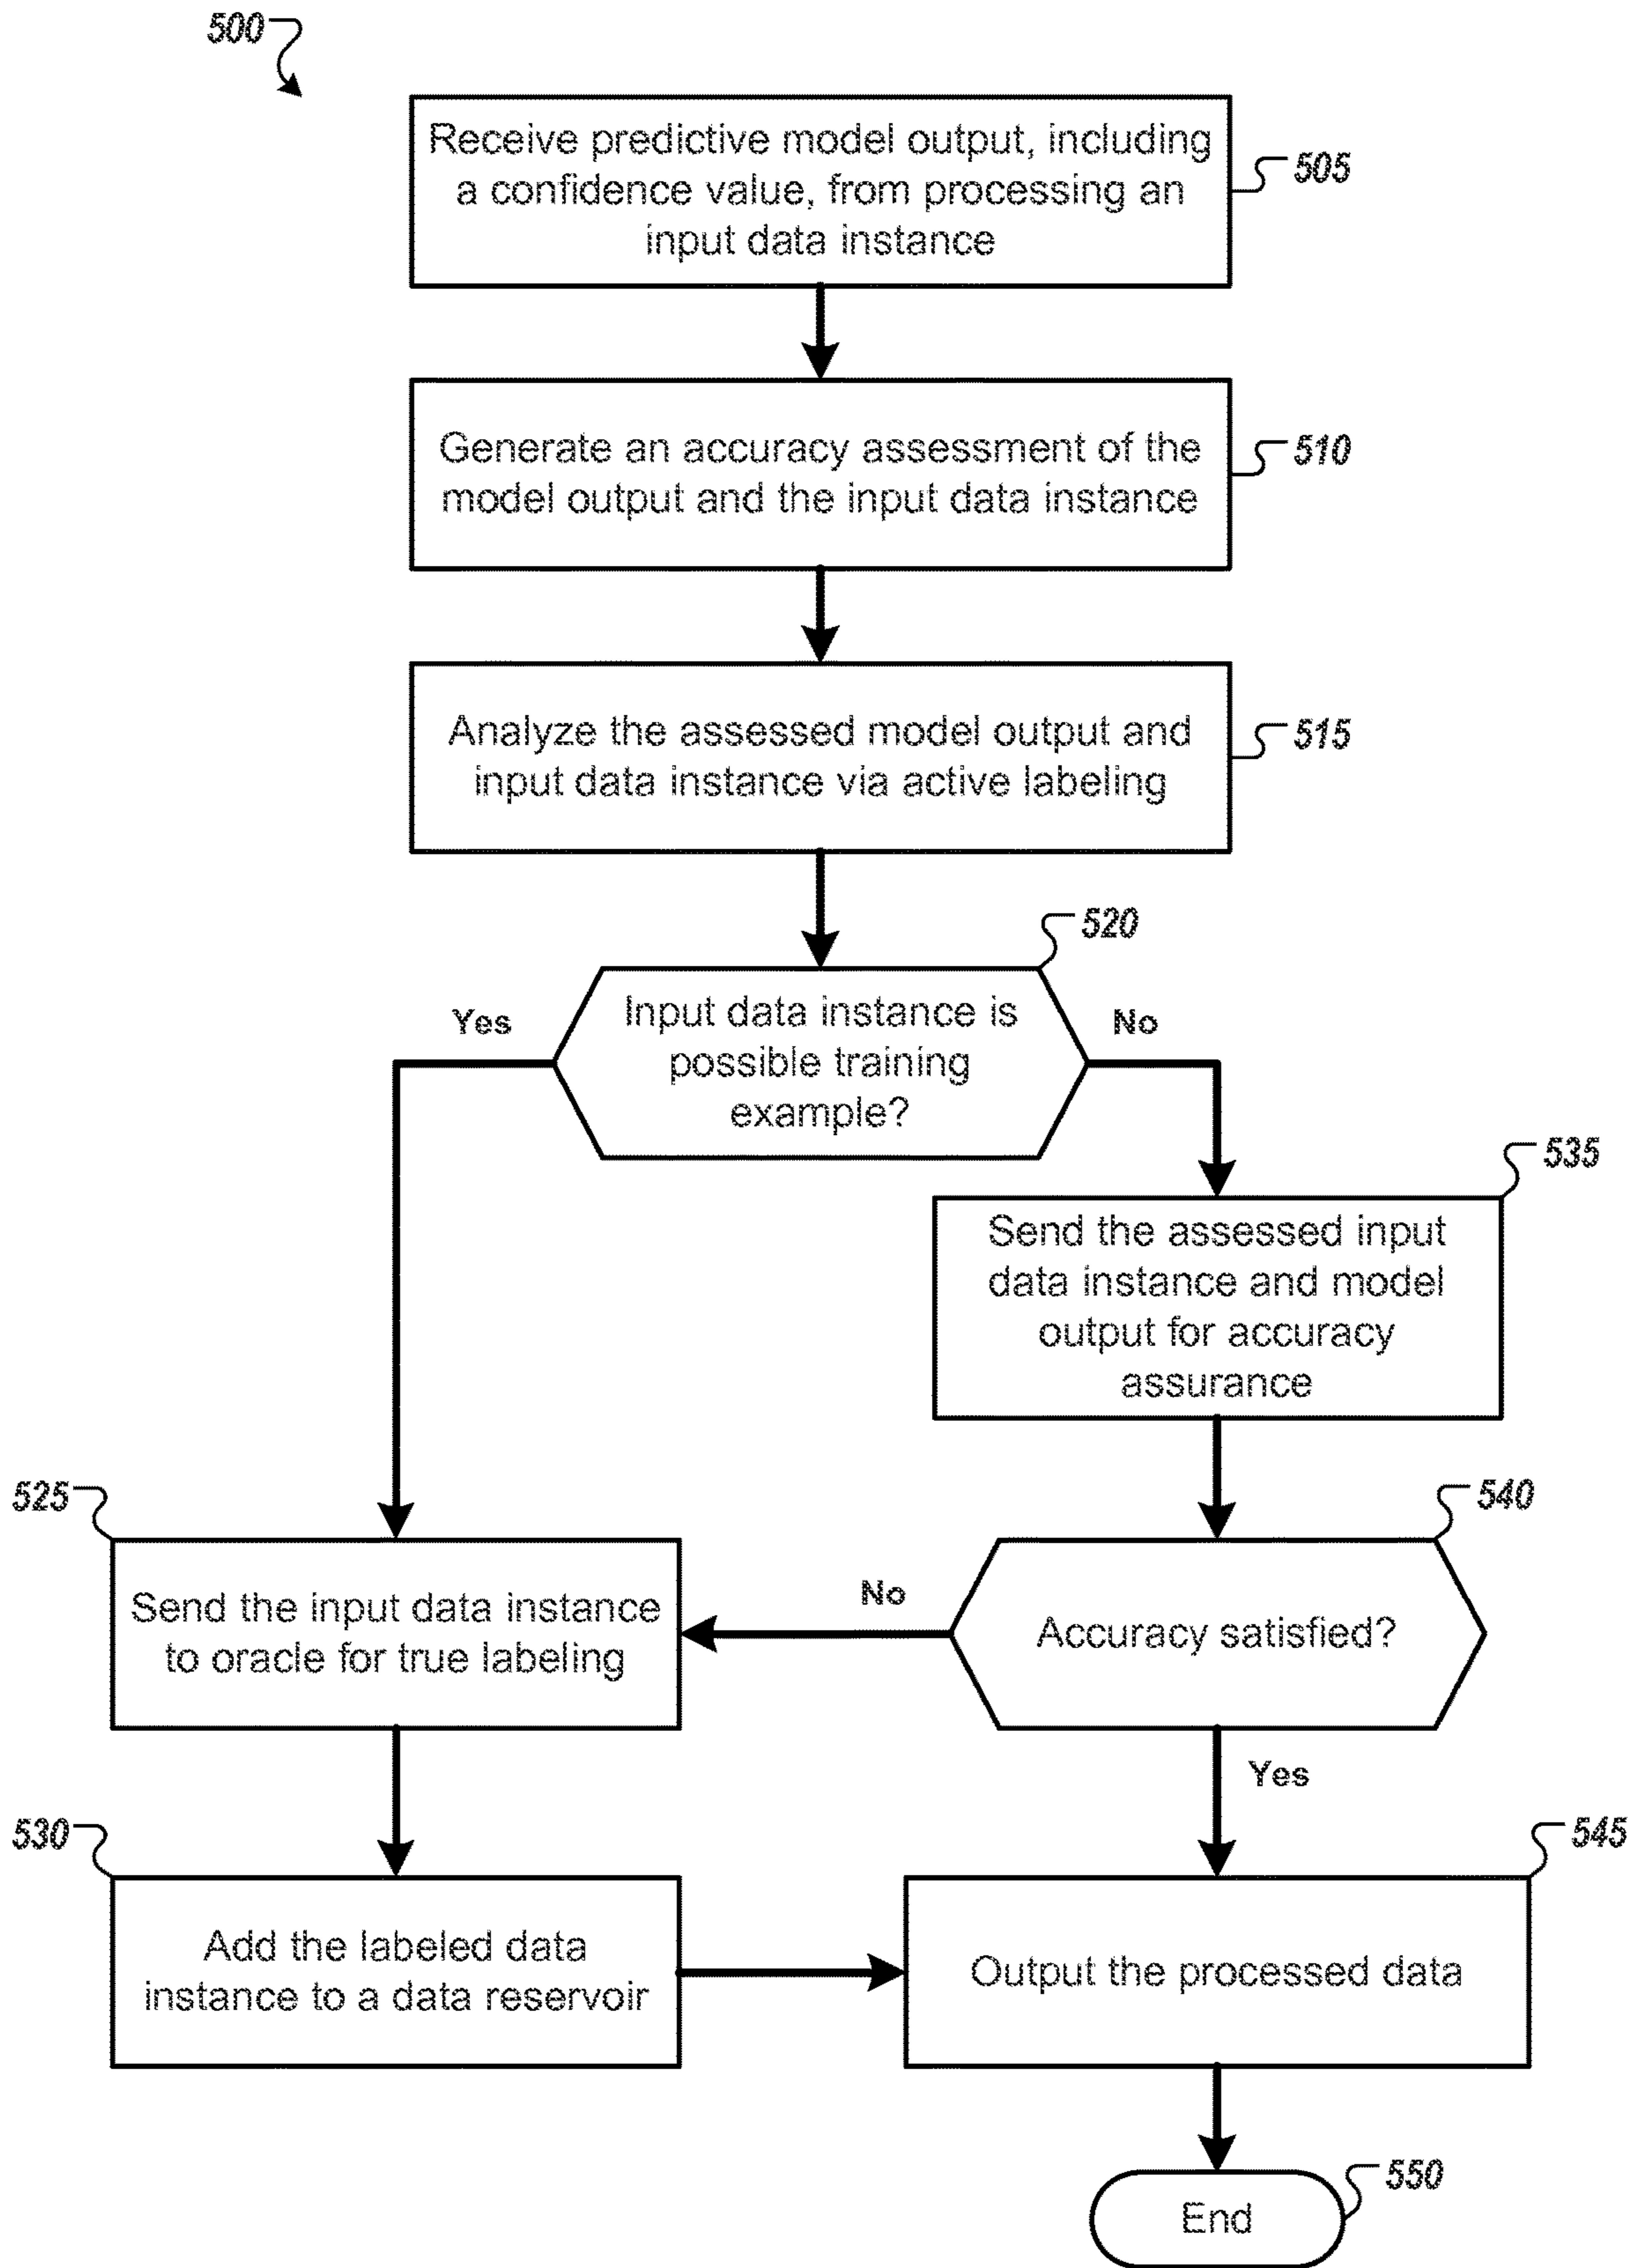 500
Receive predictive model output, including
a confidence value, from processing an
input data instance
505
Generate an accuracy assessment of the
model output and the input data instance
510
Analyze the assessed model output and
input data instance via active labeling
515
520
Yes
Input data instance is
possible training
example?
No
535
Send the assessed input
data instance and model
output for accuracy
assurance
525
Send the input data instance
to oracle for true labeling
No
540
Accuracy satisfied?
Yes
530
Add the labeled data
instance to a data reservoir
545
Output the processed data
550
End